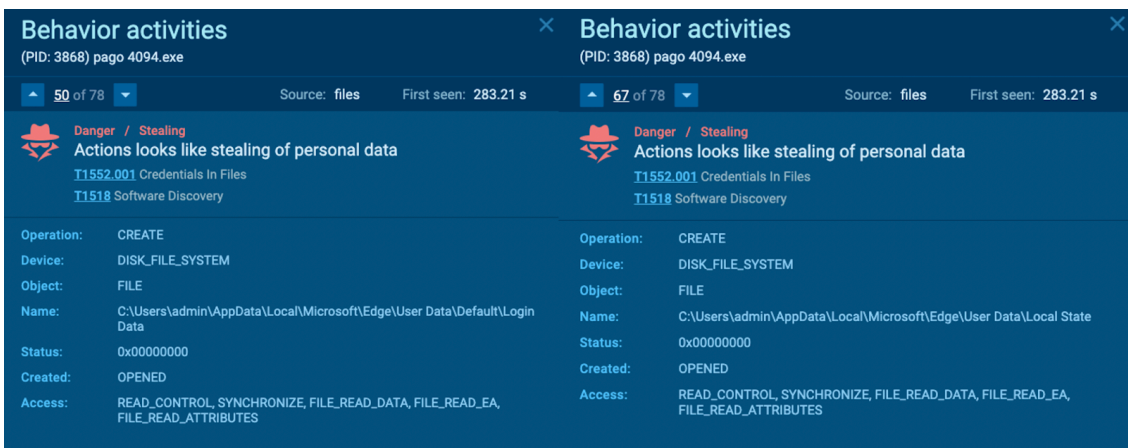 Behavior activities
(PID: 3868) pago 4094.exe
50 of 78 Source: files First seen: 283.21 s
Danger / Stealing
Actions looks like stealing of personal data
T1552.001 Credentials In Files
T1518 Software Discovery
Operation: CREATE
Device: DISK_FILE_SYSTEM
Object: FILE
Name: C:\Users\admin\AppData\Local\Microsoft\Edge\User Data\Default\Login
Data
Status: 0x00000000
Created: OPENED
Access: READ_CONTROL, SYNCHRONIZE, FILE_READ_DATA, FILE_READ_EA,
FILE_READ_ATTRIBUTES
Behavior activities
(PID: 3868) pago 4094.exe
67 of 78 Source: files First seen: 283.21 s
Danger / Stealing
Actions looks like stealing of personal data
T1552.001 Credentials In Files
T1518 Software Discovery
Operation: CREATE
Device: DISK_FILE_SYSTEM
Object: FILE
Name: C:\Users\admin\AppData\Local\Microsoft\Edge\User Data\Local State
Status: 0x00000000
Created: OPENED
Access: READ_CONTROL, SYNCHRONIZE, FILE_READ_DATA, FILE_READ_EA,
FILE_READ_ATTRIBUTES